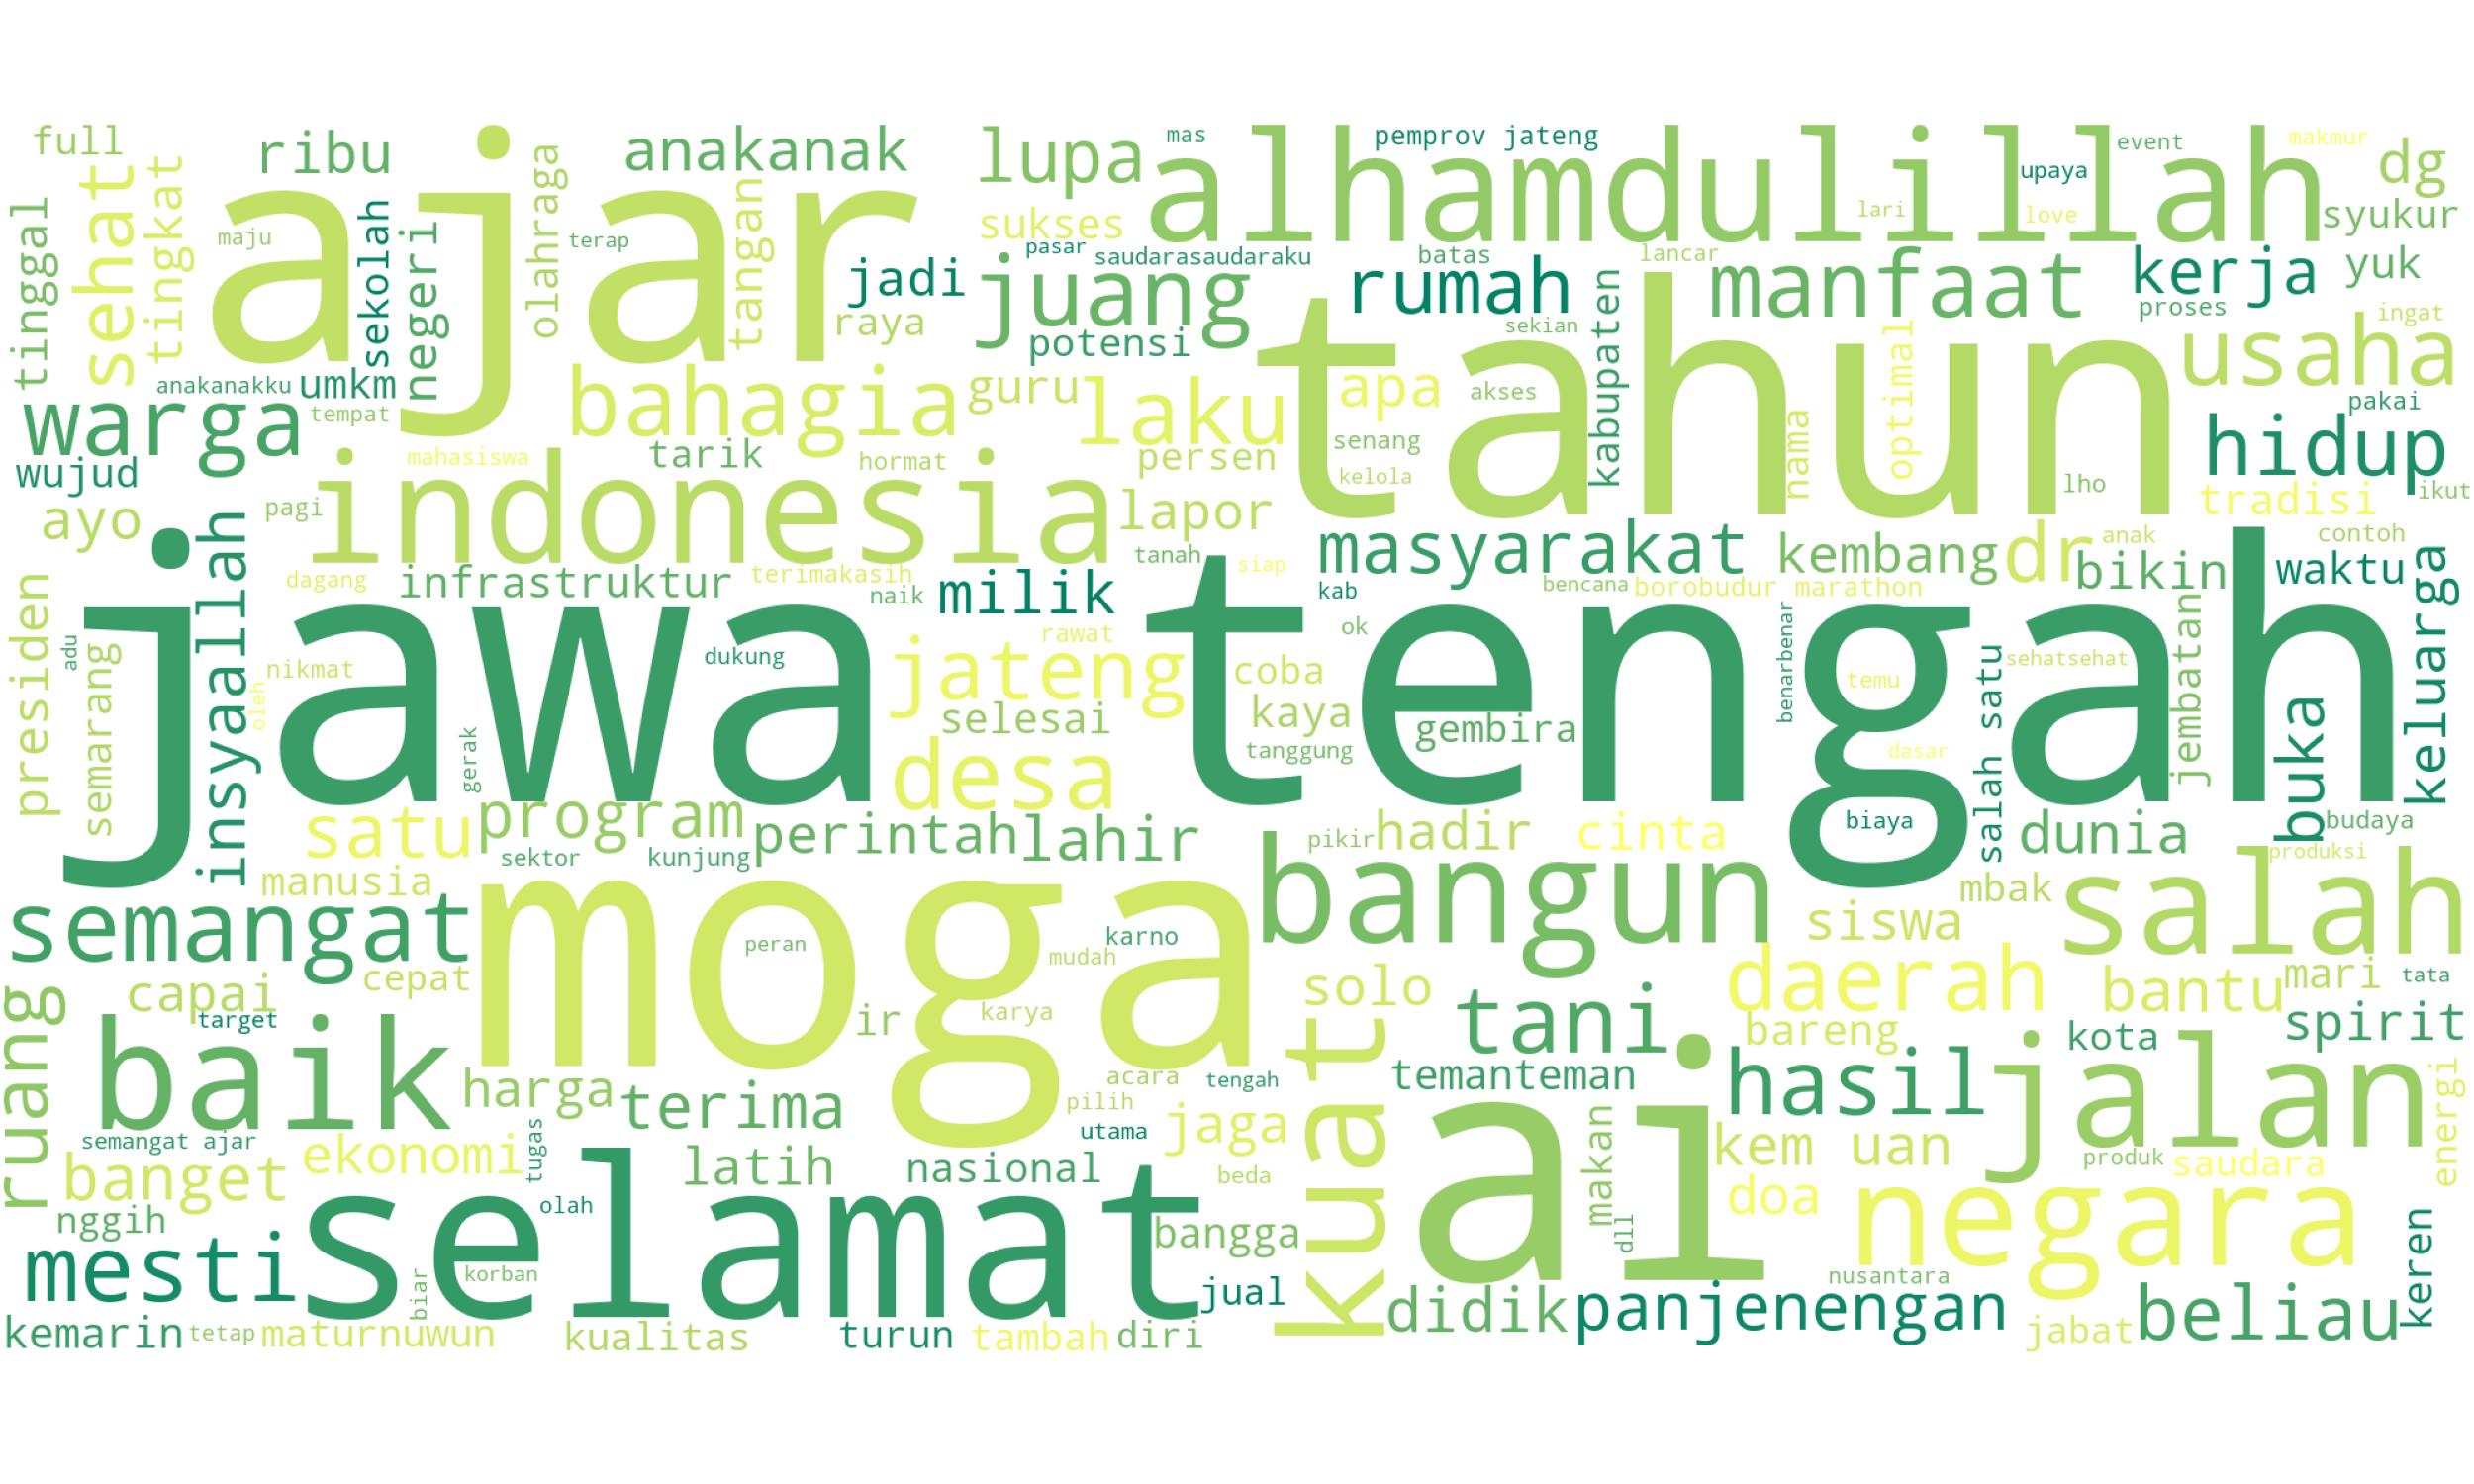 full
ribu
anakanak
lupa
mas
alhamdulillah
pemprov jateng
event
makmur
dg
tinggal
sehat
tingkat
ajar
olahraga
tangan
sukses
upaya
syukur
lari
love
maju
sekolah
negeri
terap
jadi
raya
pasar
saudarasaudaraku
juang
potensi
rumah
batas
lancar
manfaat
kerja
yuk
proses
sekian
tahun
kabupaten
optimal
usaha
ingat
anakanakku
umkm
bahagia
guru
laku
apa
akses
pakai
warga
tempat
tarik
hormat
persen
senang
kelola
nama
hidup
wujud
mahasiswa
indonesia
lho
tradisi
ikut
ayo
pagi
lapor
masyarakat
kembang
dr
anak
bikin
contoh
waktu
insyaallah
dagang
infrastruktur
terimakasih
naik
milik
tanah
siap
kab
bencana
borobudur marathon
presiden
adu
semarang
oleh
nikmat
jawa tengah
dukung
jateng
rawat
ok
coba
kaya
gembira
benarbenar
temu
salah satu
sehatsehat
jembatan
keluarga
gerak
selesai
tanggung
dasar
buka
desa
satu
program
perintah
lahir
pikir
hadir
cinta
biaya
dunia
budaya
sektor
kunjung
manusia
bangun
mbak
produksi
salah
semangat
moga
peran
karno
mudah
siswa
capai
cepat
solo
daerah
bantu
mari
tata
ruang
target
ir
karya
tani
bareng
kota
spirit
baik
harga
terima
acara
tengah
pilih
utama
kuat
temanteman
ai
hasil
jalan
energi
semangat ajar
ekonomi
tugas
latih
nasional
jaga
beda
makan
kem uan
produk
saudara
banget
nggih
olah
selamat
bangga
dll
doa
negara
keren
mesti
biar
korban
jual
didik
panjenengan
nusantara
beliau
kemarin
tetap
maturnuwun
kualitas
turun
tambah
diri
jabat